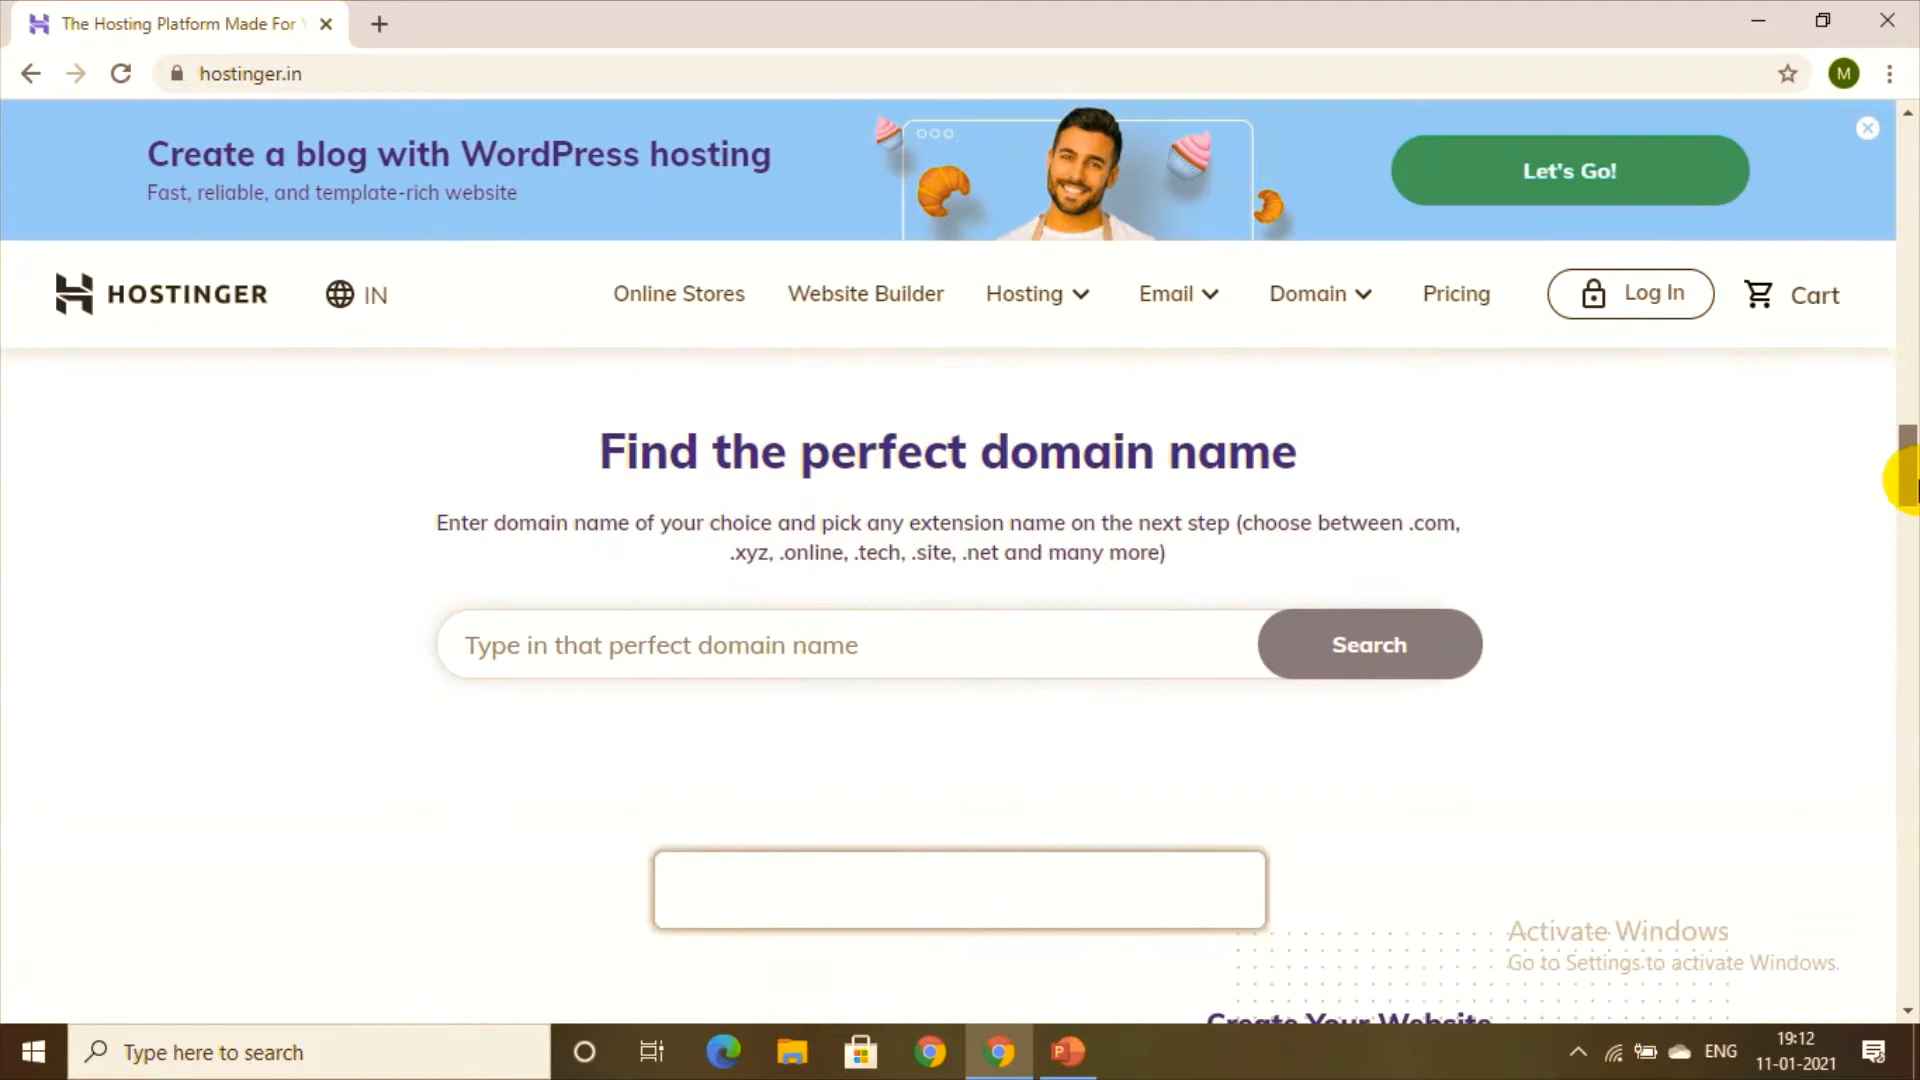 The Hosting Platform Made For
hostinger.in
M
Create a blog with WordPress hosting
Fast, reliable, and template-rich website
Let's Go!
HOSTINGER
IN
Online Stores
Website Builder
Hosting
Email
Domain
Pricing
Log In
Cart
Find the perfect domain name
Enter domain name of your choice and pick any extension name on the next step (choose between .com,
.xyz, .online, .tech, .site, .net and many more)
Type in that perfect domain name
Search
Activate Windows
Go to Settings to activate Windows.
Create Your Website
Type here to search
P
ENG
19:12
11-01-2021